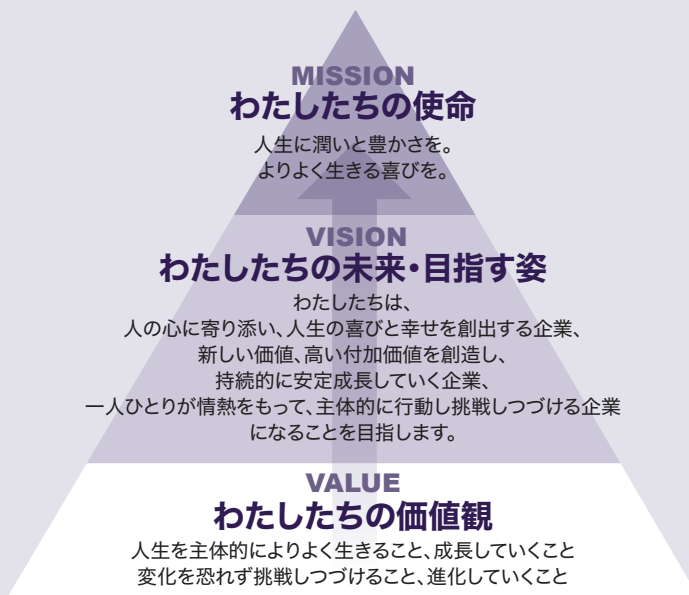 MISSION
わたしたちの使命
人生に潤いと豊かさを。
よりよく生きる喜びを。
VISION
わたしたちの未来・目指す姿
わたしたちは、
人の心に寄り添い、人生の喜びと幸せを創出する企業、
新しい価値、高い付加価値を創造し、
持続的に安定成長していく企業、
一人ひとりが情熱をもって、主体的に行動し挑戦しつづける企業
になることを目指します。
VALUE
わたしたちの価値観
人生を主体的によりよく生きること、成長していくこと
変化を恐れず挑戦しつづけること、進化していくこと